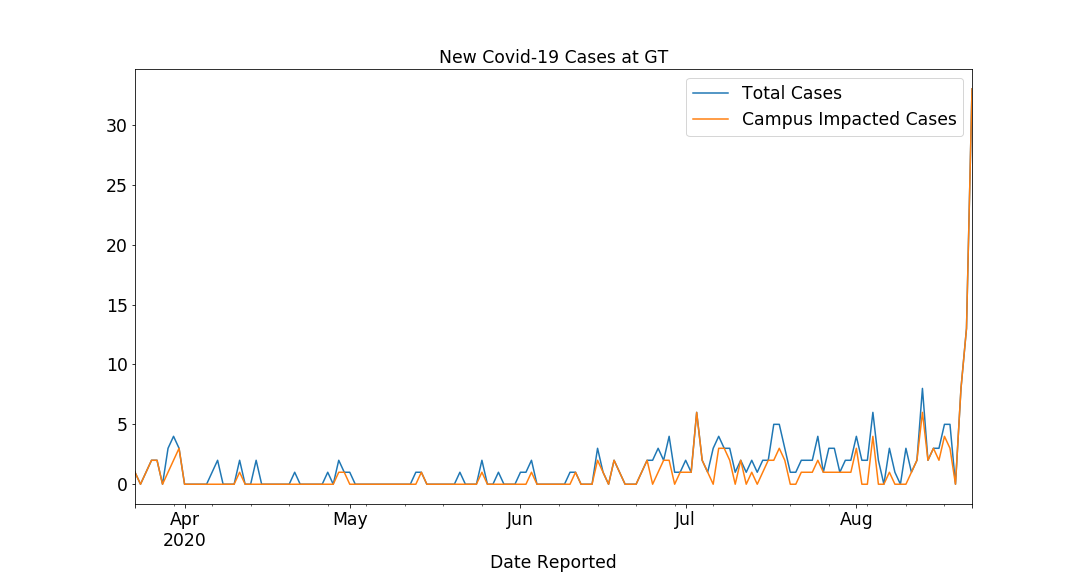 New Covid-19 Cases at GT
Total Cases
Campus Impacted Cases
30
25
20
15
10
5
0
Apr
2020
May
Jun
Jul
Aug
Date Reported